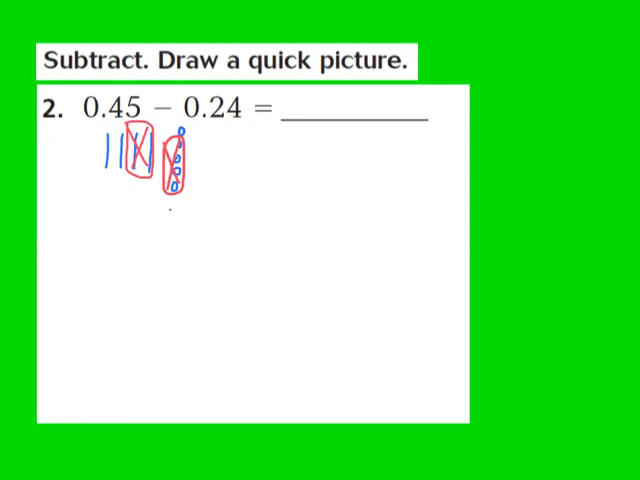 Subtract. Draw a quick picture.
2. 0.45 − 0.24 = __________